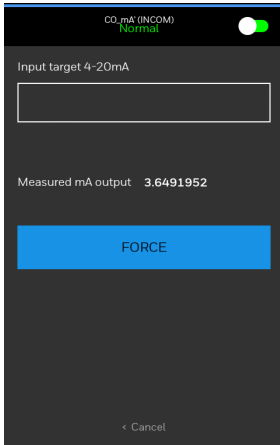 CO_mA' (INCOM)
Normal
Input target 4-20mA
Measured mA output 3.6491952
FORCE
< Cancel